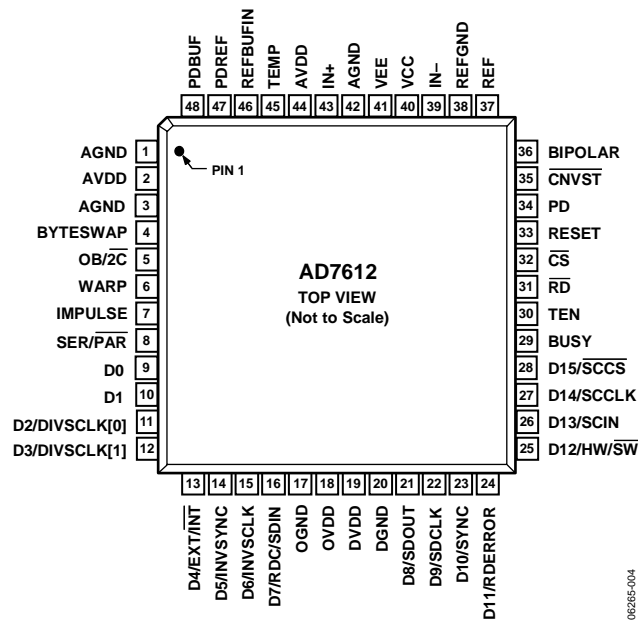 PDBUF
PDREF
REFBUFIN
TEMP
AVDD
IN+
AGND
VEE
VCC
IN–
REFGND
REF
48 47 46 45 44 43 42 41 40 39 38 37
AGND 1
AVDD 2
AGND 3
BYTESWAP 4
OB/2C 5
WARP 6
IMPULSE 7
SER/PAR 8
D0 9
D1 10
D2/DIVSCLK[0] 11
D3/DIVSCLK[1] 12
PIN 1
AD7612
TOP VIEW
(Not to Scale)
36 BIPOLAR
35 CNVST
34 PD
33 RESET
32 CS
31 RD
30 TEN
29 BUSY
28 D15/SCCS
27 D14/SCCLK
26 D13/SCIN
25 D12/HW/SW
13 14 15 16 17 18 19 20 21 22 23 24
D4/EXT/INT
D5/INVSYNC
D6/INVSCLK
D7/RDC/SDIN
OGND
OVDD
DVDD
DGND
D8/SDOUT
D9/SDCLK
D10/SYNC
D11/RDERROR
06265-004